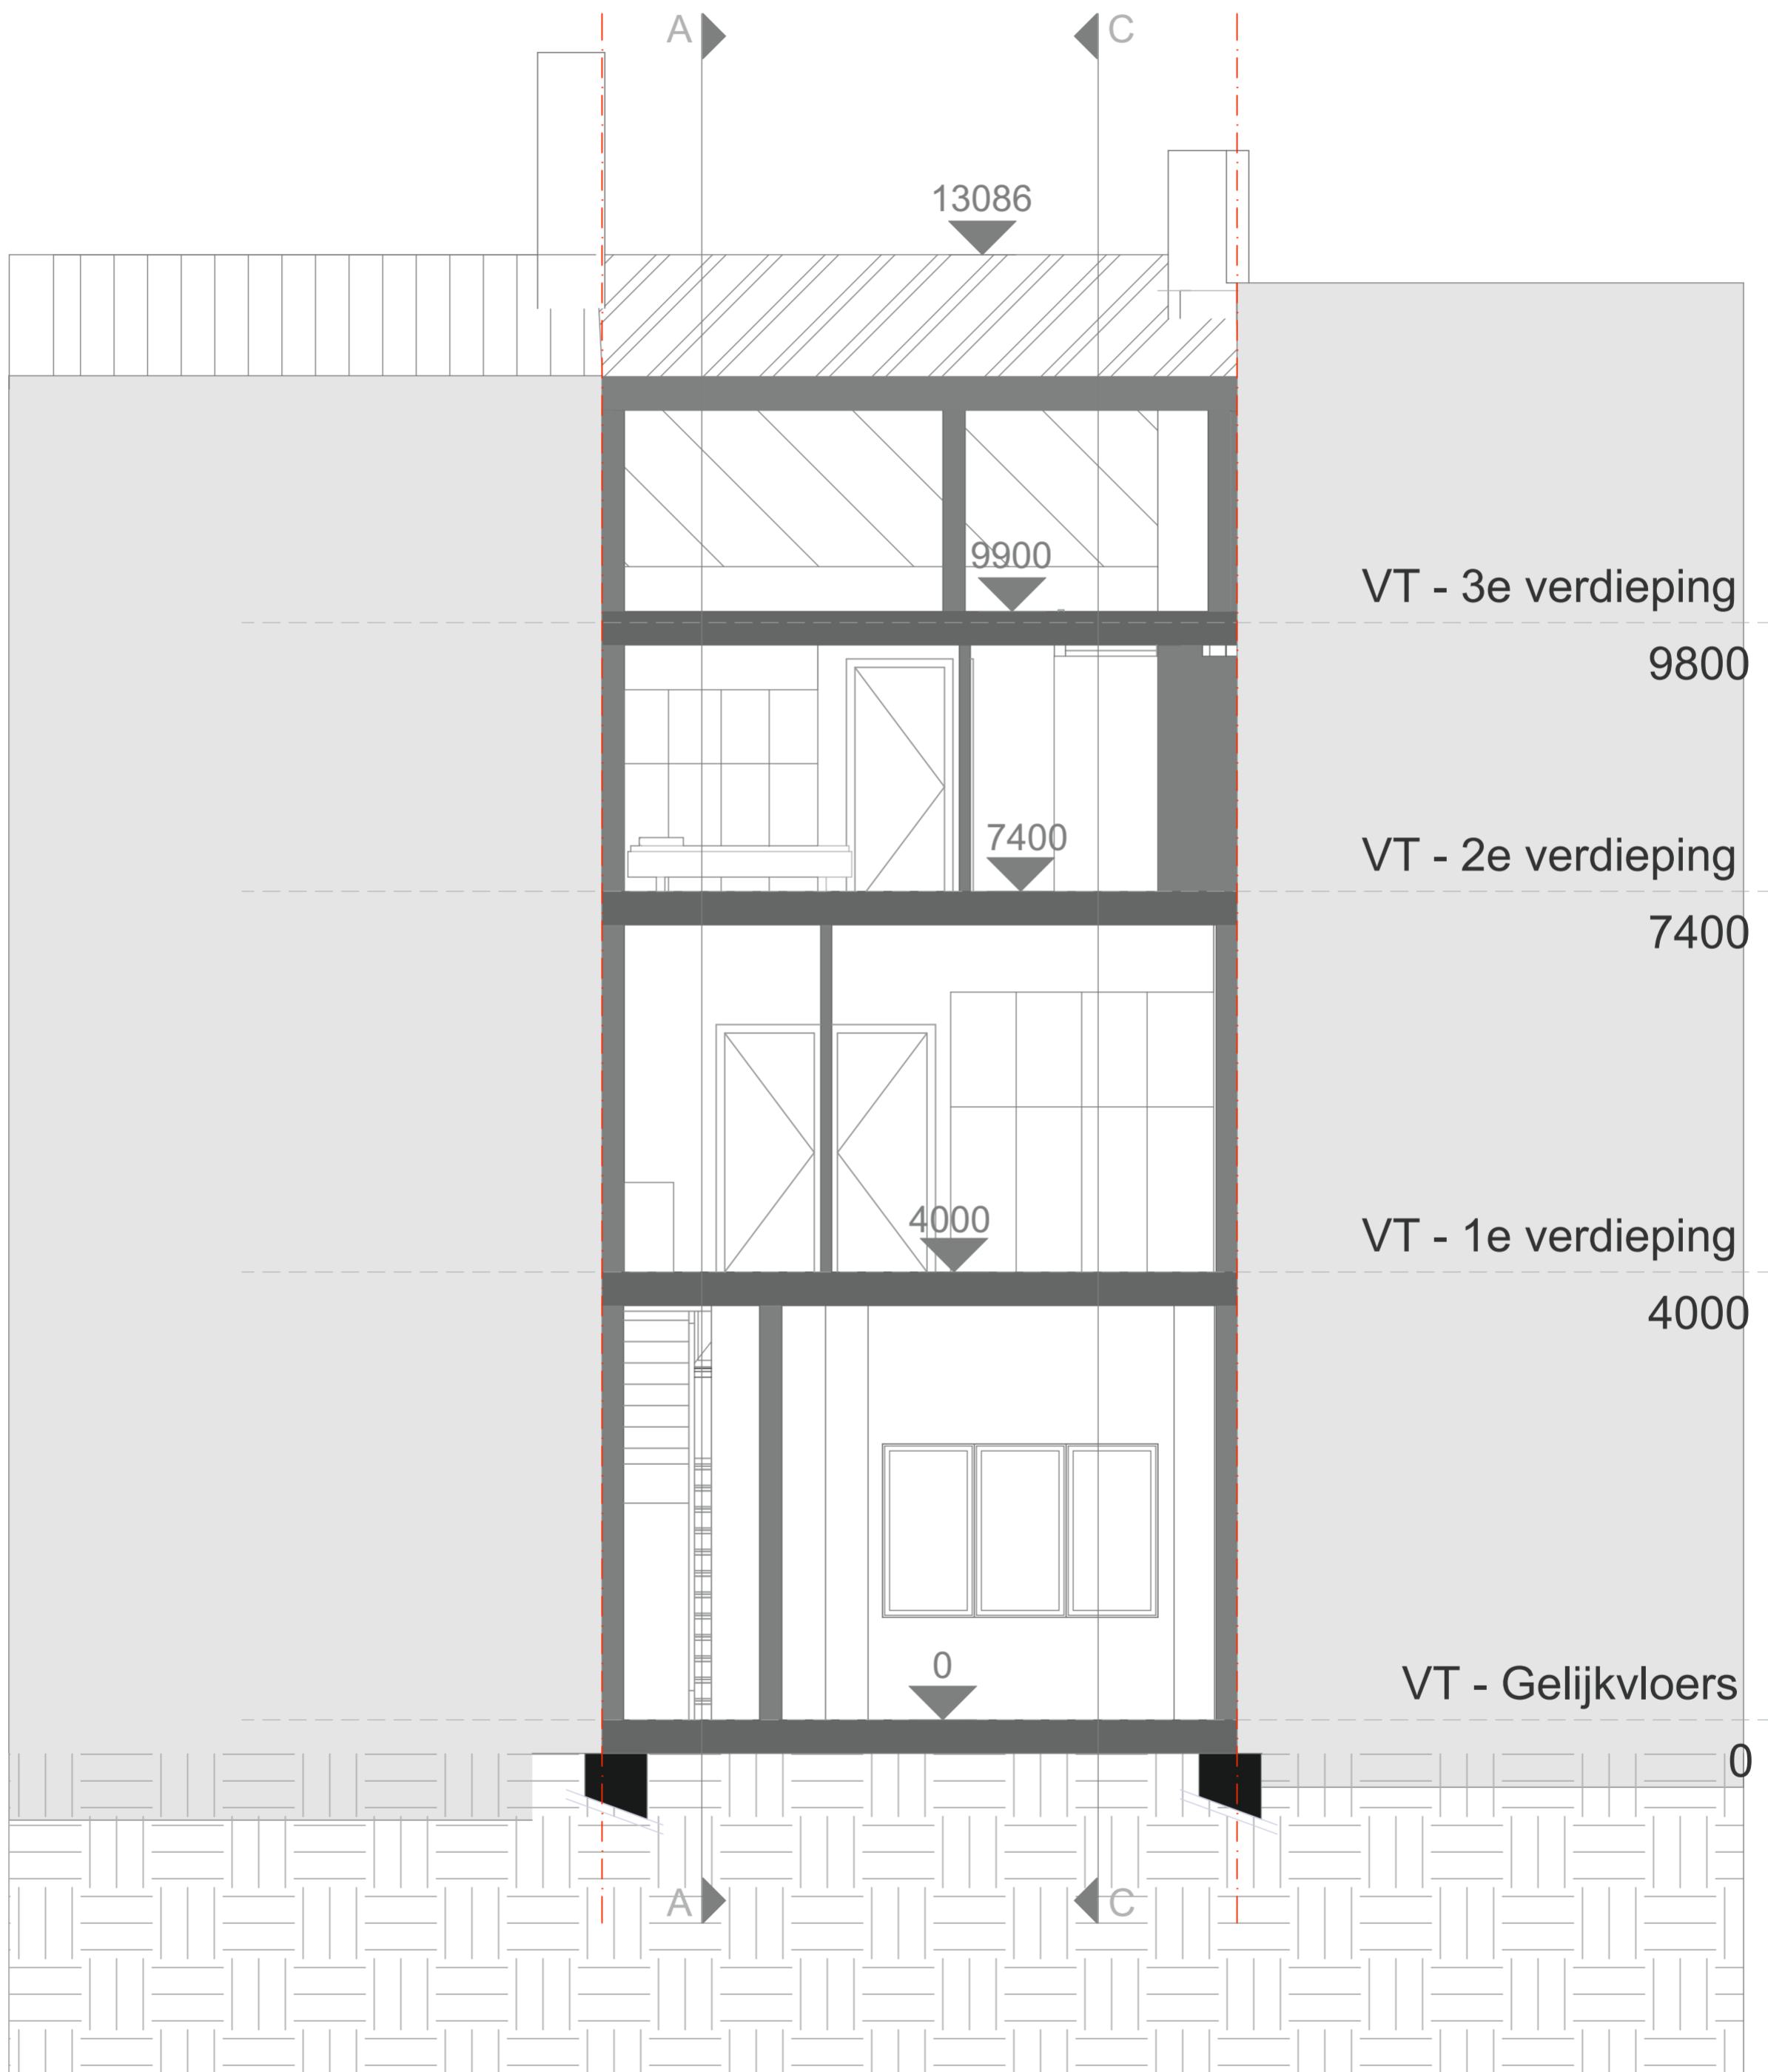 A
C
13086
9900
VT - 3e verdieping
9800
7400
VT - 2e verdieping
7400
4000
VT - 1e verdieping
4000
0
VT - Gelijkvloers
0
A
C